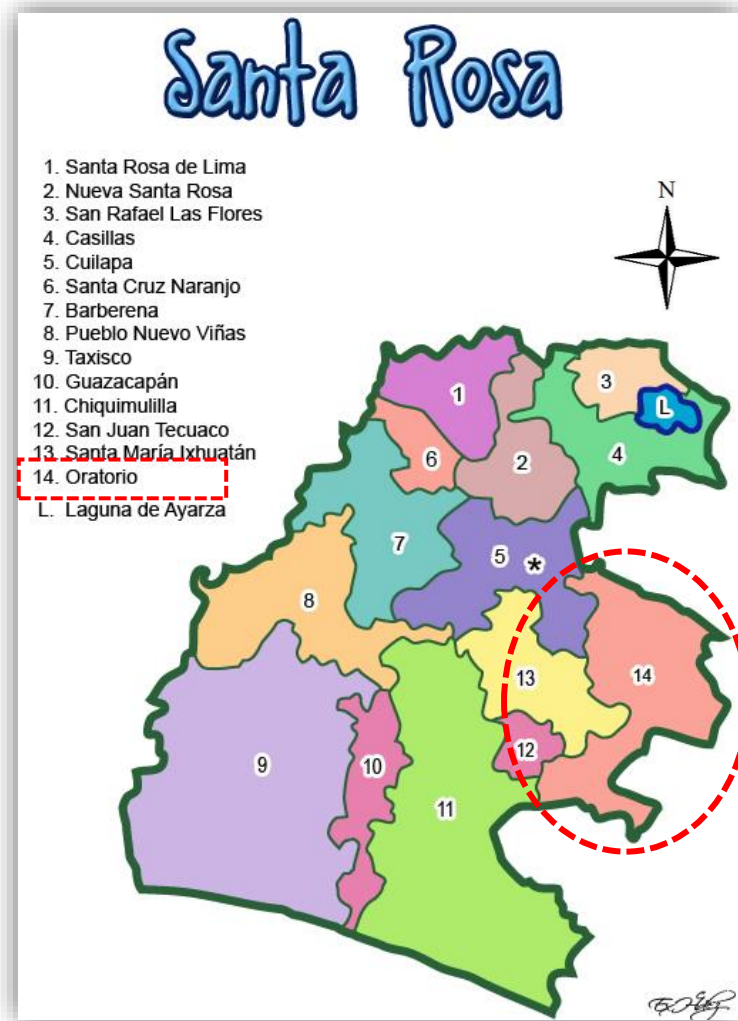 Santa Rosa
1. Santa Rosa de Lima
2. Nueva Santa Rosa
3. San Rafael Las Flores
4. Casillas
5. Cuilapa
6. Santa Cruz Naranjo
7. Barberena
8. Pueblo Nuevo Viñas
9. Taxisco
10. Guazacapán
11. Chiquimulilla
12. San Juan Tecuaco
13. Santa María Ixhuatán
14. Oratorio
L. Laguna de Ayarza
N
1
3
L
6
2
4
7
5 *
8
13
14
12
9
10
11